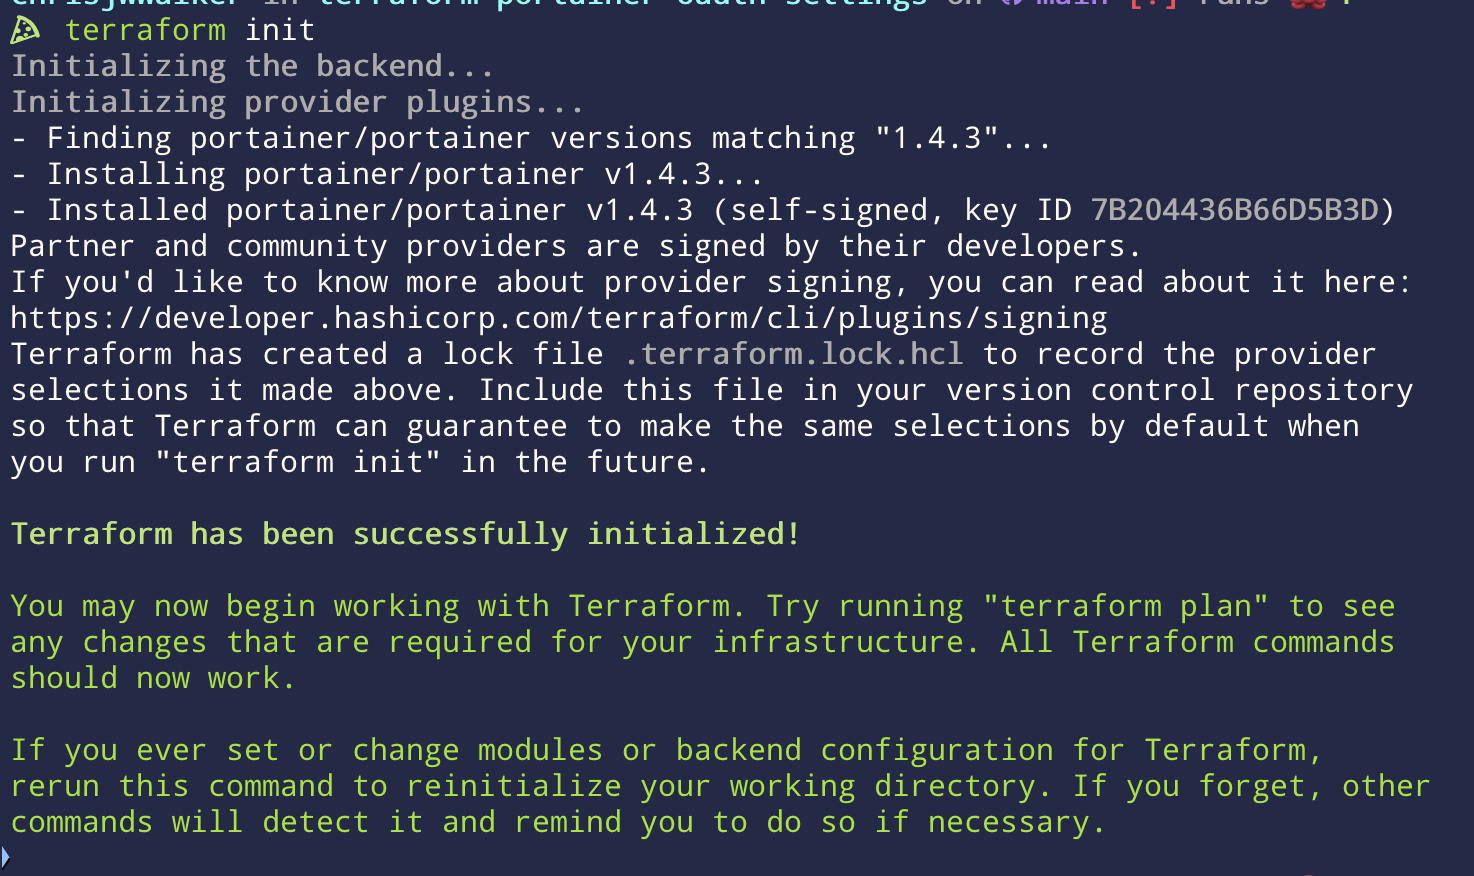 terraform init
Initializing the backend...
Initializing provider plugins...
- Finding portainer/portainer versions matching "1.4.3"...
- Installing portainer/portainer v1.4.3...
- Installed portainer/portainer v1.4.3 (self-signed, key ID 7B204436B66D5B3D)
Partner and community providers are signed by their developers.
If you'd like to know more about provider signing, you can read about it here:
https://developer.hashicorp.com/terraform/cli/plugins/signing
Terraform has created a lock file .terraform.lock.hcl to record the provider
selections it made above. Include this file in your version control repository
so that Terraform can guarantee to make the same selections by default when
you run "terraform init" in the future.
Terraform has been successfully initialized!
You may now begin working with Terraform. Try running "terraform plan" to see
any changes that are required for your infrastructure. All Terraform commands
should now work.
If you ever set or change modules or backend configuration for Terraform,
rerun this command to reinitialize your working directory. If you forget, other
commands will detect it and remind you to do so if necessary.